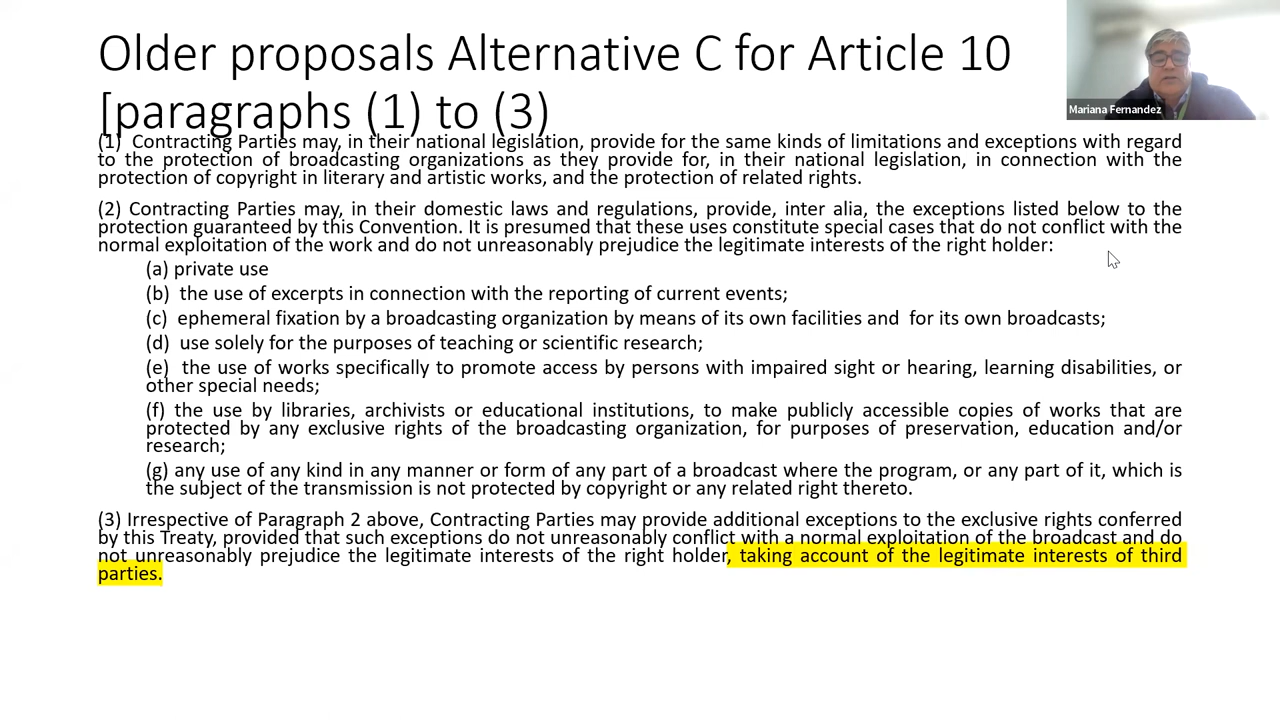 Older proposals Alternative C for Article 10
[paragraphs (1) to (3)
Mariana Fernandez
(1)  Contracting Parties may, in their national legislation, provide for the same kinds of limitations and exceptions with regard
to the protection of broadcasting organizations as they provide for, in their national legislation, in connection with the
protection of copyright in literary and artistic works, and the protection of related rights.
(2) Contracting Parties may, in their domestic laws and regulations, provide, inter alia, the exceptions listed below to the
protection guaranteed by this Convention. It is presumed that these uses constitute special cases that do not conflict with the
normal exploitation of the work and do not unreasonably prejudice the legitimate interests of the right holder:
(a) private use
(b)  the use of excerpts in connection with the reporting of current events;
(c)  ephemeral fixation by a broadcasting organization by means of its own facilities and  for its own broadcasts;
(d)  use solely for the purposes of teaching or scientific research;
(e)  the use of works specifically to promote access by persons with impaired sight or hearing, learning disabilities, or
other special needs;
(f) the use by libraries, archivists or educational institutions, to make publicly accessible copies of works that are
protected by any exclusive rights of the broadcasting organization, for purposes of preservation, education and/or
research;
(g) any use of any kind in any manner or form of any part of a broadcast where the program, or any part of it, which is
the subject of the transmission is not protected by copyright or any related right thereto.
(3) Irrespective of Paragraph 2 above, Contracting Parties may provide additional exceptions to the exclusive rights conferred
by this Treaty, provided that such exceptions do not unreasonably conflict with a normal exploitation of the broadcast and do
not unreasonably prejudice the legitimate interests of the right holder, taking account of the legitimate interests of third
parties.